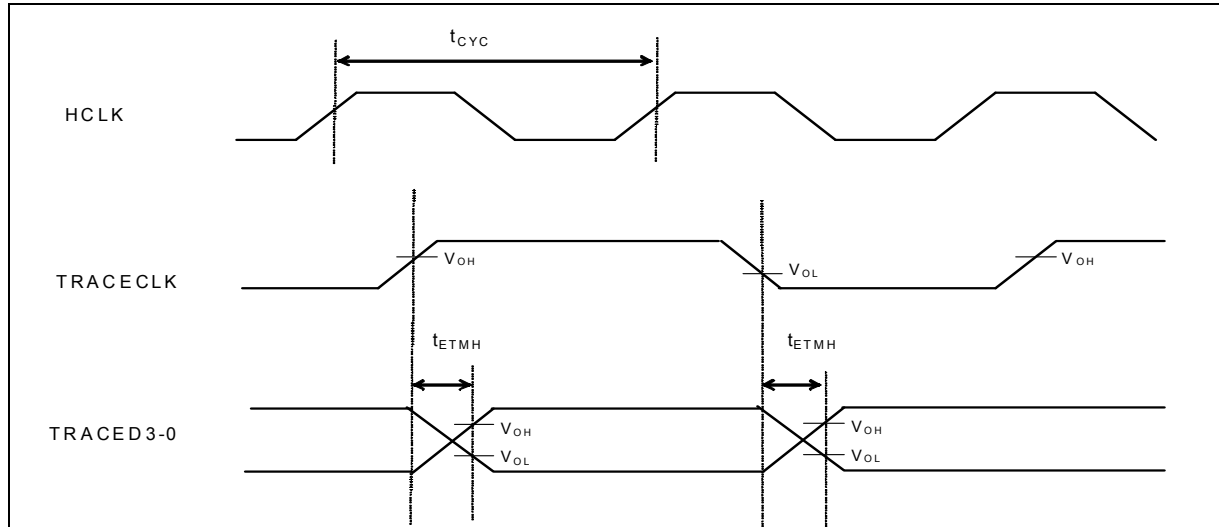 tCYC
HCLK
VOH
VOL
VOH
TRACECLK
tETMH
tETMH
VOH
VOH
TRACED3-0
VOL
VOL